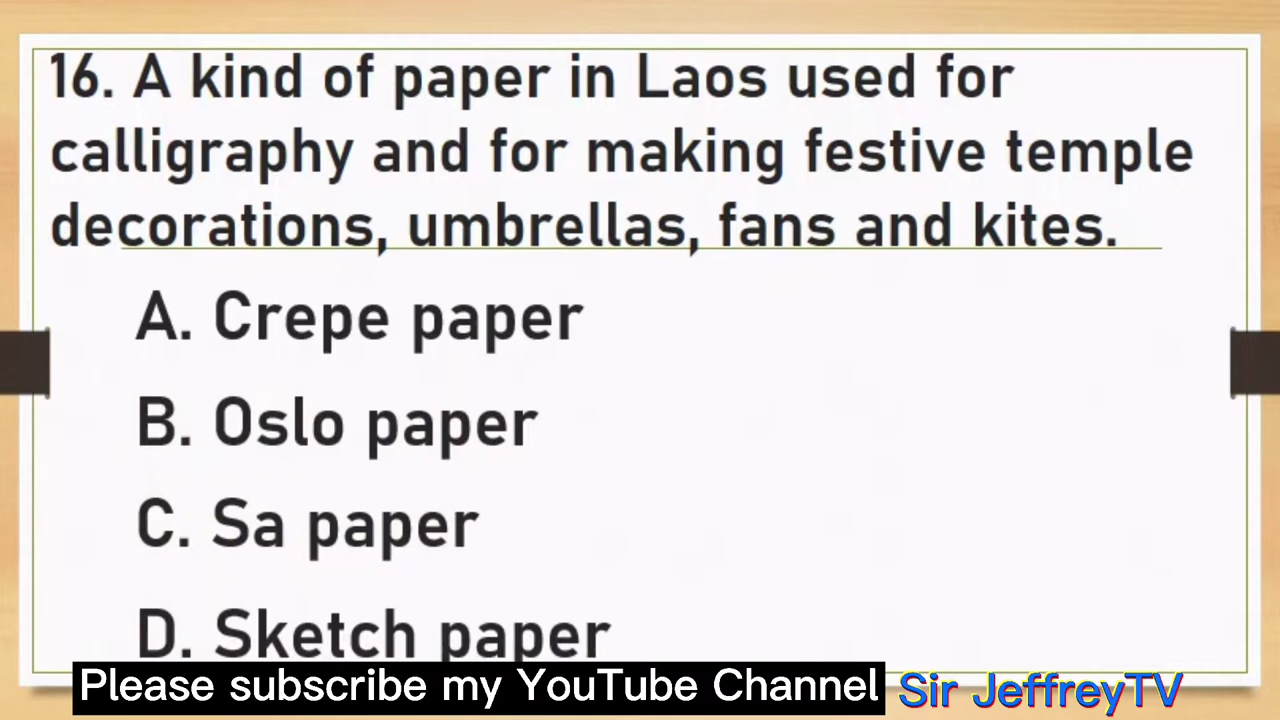 16. A kind of paper in Laos used for
calligraphy and for making festive temple
decorations, umbrellas, fans and kites.
A. Crepe paper
B. Oslo paper
C. Sa paper
D. Sketch paper
Please subscribe my YouTube Channel Sir JeffreyTV